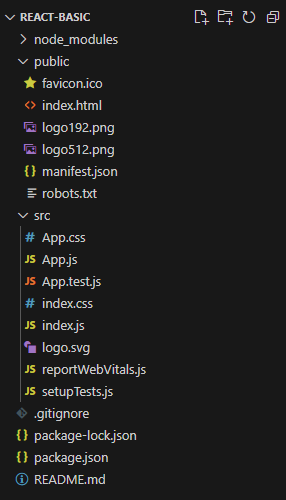 REACT-BASIC
node_modules
public
favicon.ico
index.html
logo192.png
logo512.png
manifest.json
robots.txt
src
App.css
App.js
App.test.js
index.css
index.js
logo.svg
reportWebVitals.js
setupTests.js
.gitignore
package-lock.json
package.json
README.md